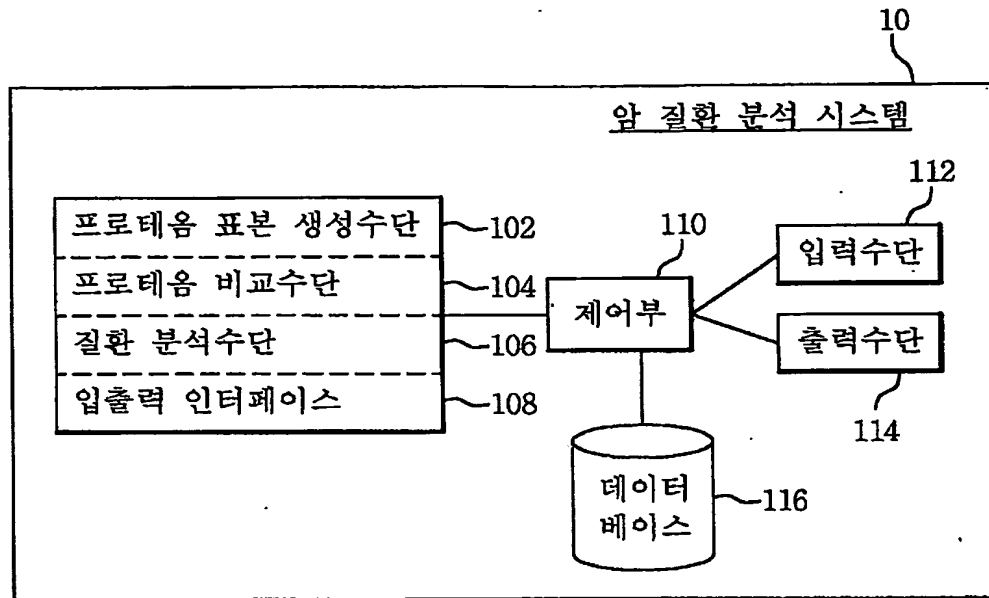 10
암 질환 분석 시스템
112
프로테옴 표본 생성수단
102
110
입력수단
프로테옴 비교수단
104
제어부
질환 분석수단
106
출력수단
입출력 인터페이스
108
114
데이터
베이스
116